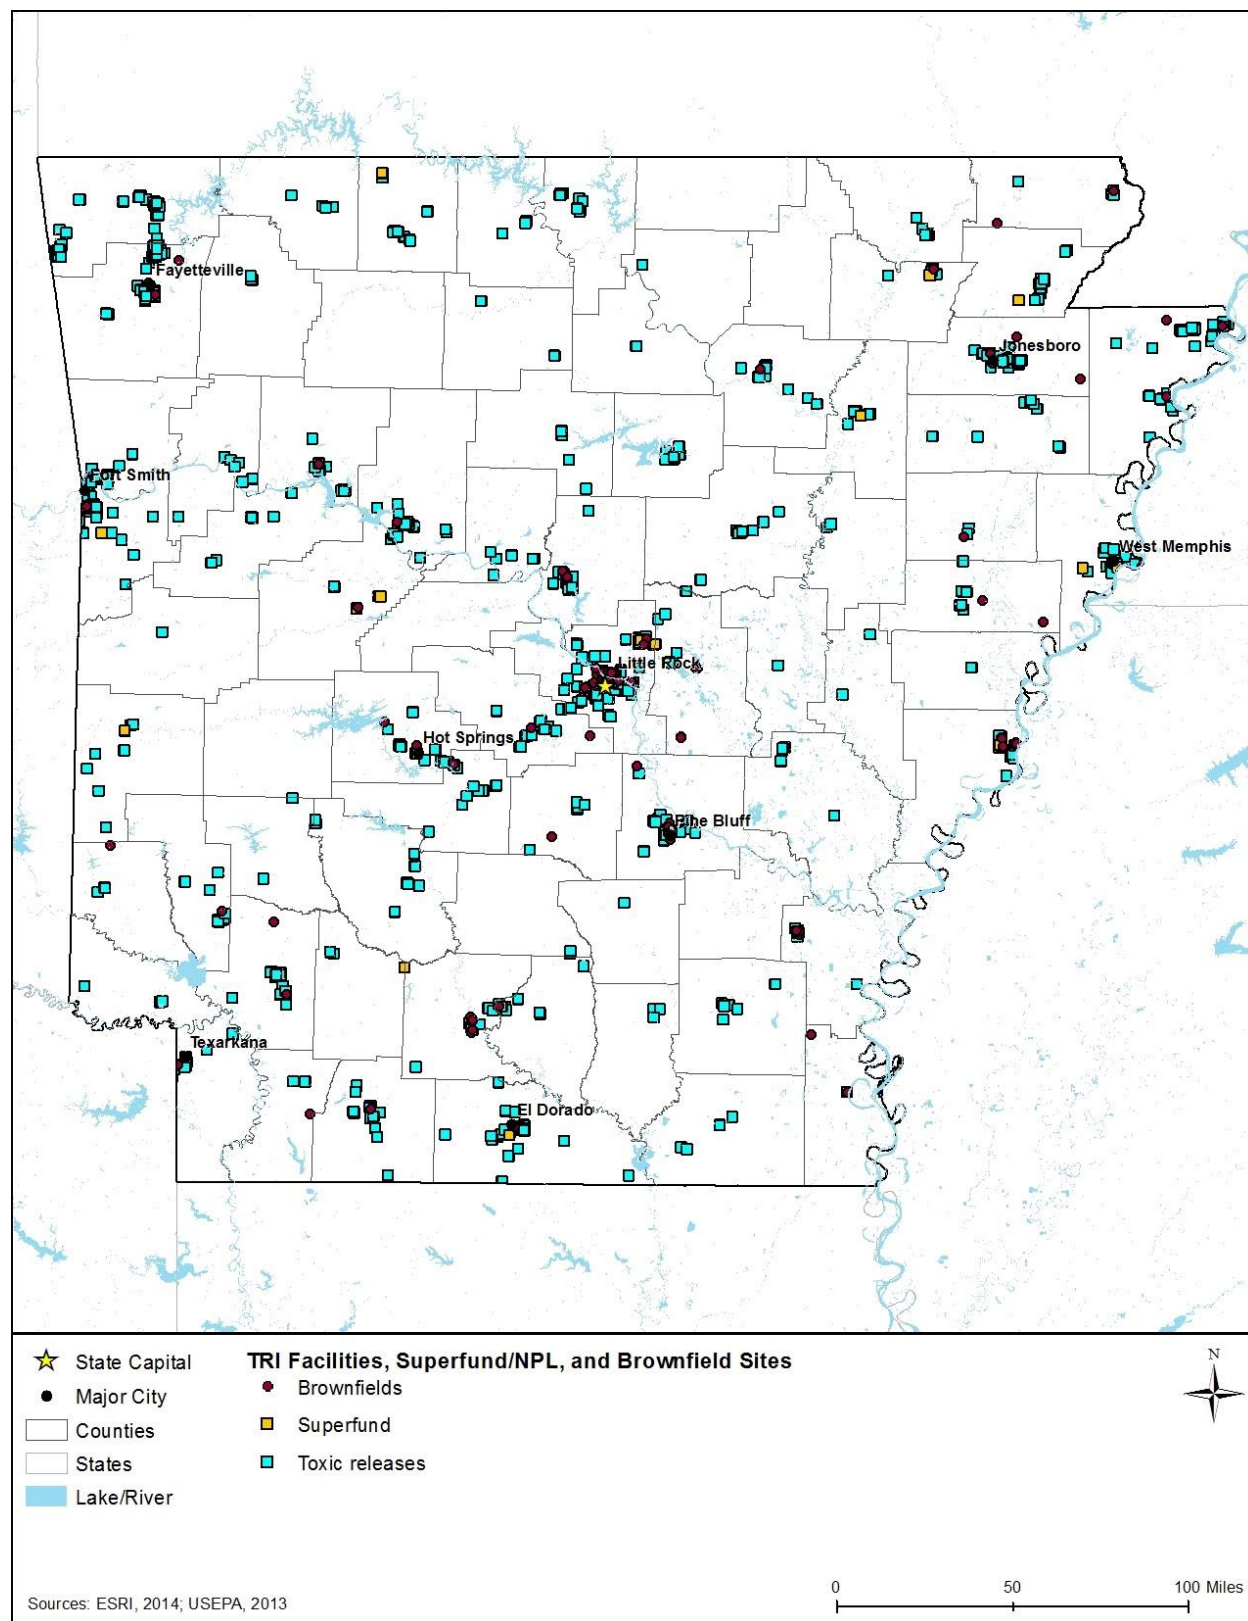 Fayetteville
Jonesboro
Fort Smith
West Memphis
Little Rock
Hot Springs
Pine Bluff
Texarkana
El Dorado
State Capital
Major City
Counties
States
Lake/River
TRI Facilities, Superfund/NPL, and Brownfield Sites
Brownfields
Superfund
Toxic releases
N
Sources: ESRI, 2014; USEPA, 2013
0 50 100 Miles